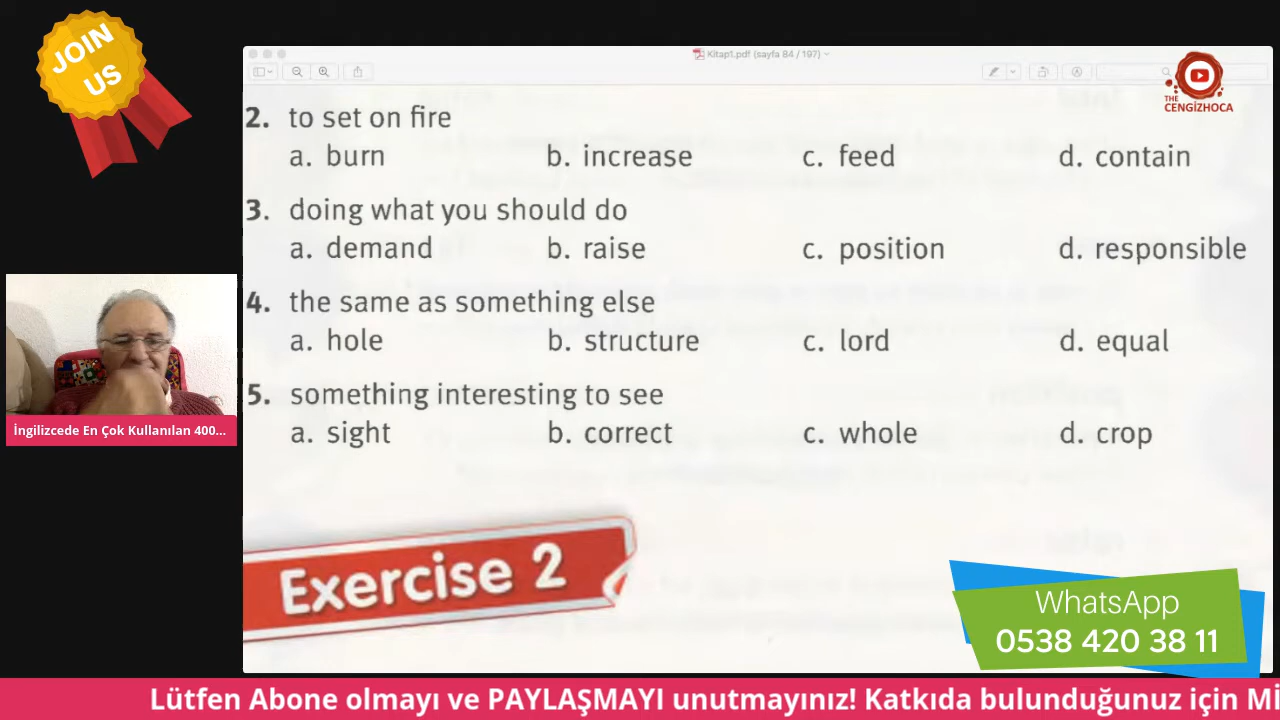 JOIN
US
Kitap1.pdf (sayfa 84 / 197)
THE
CENGİZHOCA
2. to set on fire
a. burn b. increase c. feed d. contain
3. doing what you should do
a. demand b. raise c. position d. responsible
4. the same as something else
a. hole b. structure c. lord d. equal
5. something interesting to see
a. sight b. correct c. whole d. crop
İngilizcede En Çok Kullanılan 400...
Exercise 2
WhatsApp
0538 420 38 11
Lütfen Abone olmayı ve PAYLAŞMAYI unutmayınız! Katkıda bulunduğunuz için Mİ